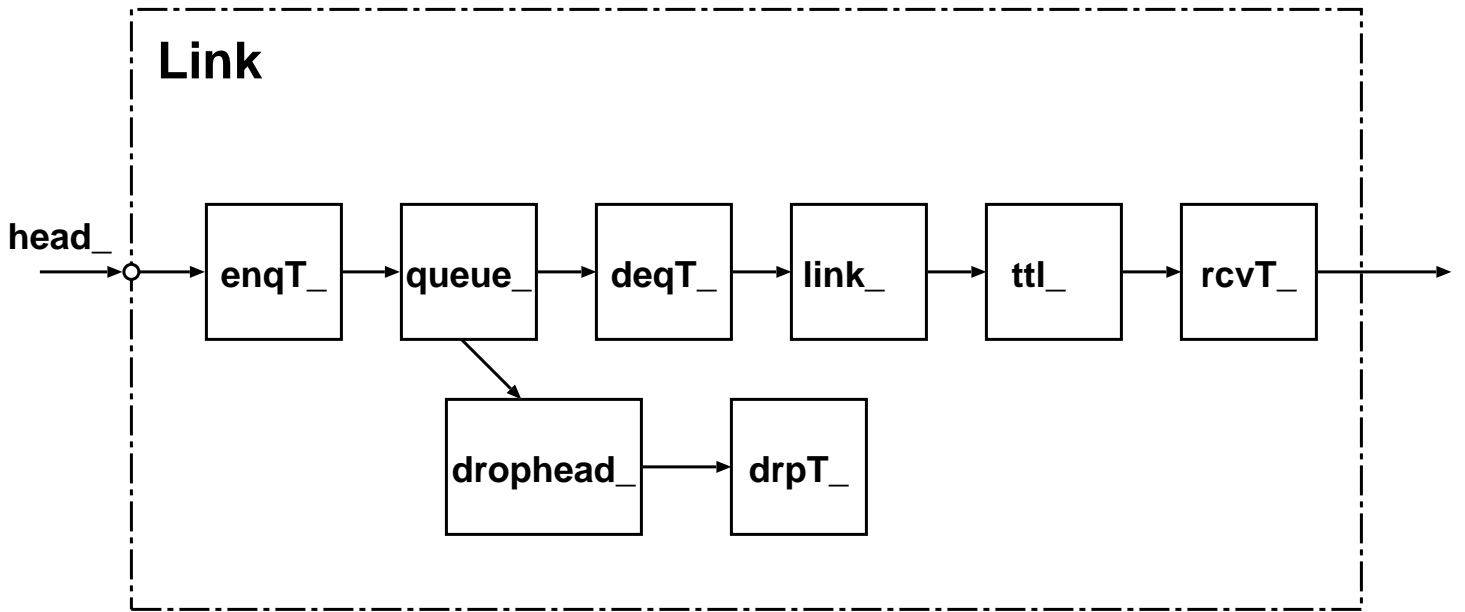 Link
head_
enqT_
queue_
deqT_
link_
ttl_
rcvT_
drophead_
drpT_